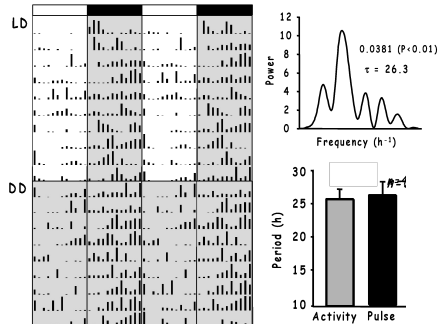 LD
DD
12
10
8
6
4
2
0
Power
0.0381 (P<0.01)
τ = 26.3
Frequency (h⁻¹)
30
25
20
15
10
Period (h)
Activity Pulse